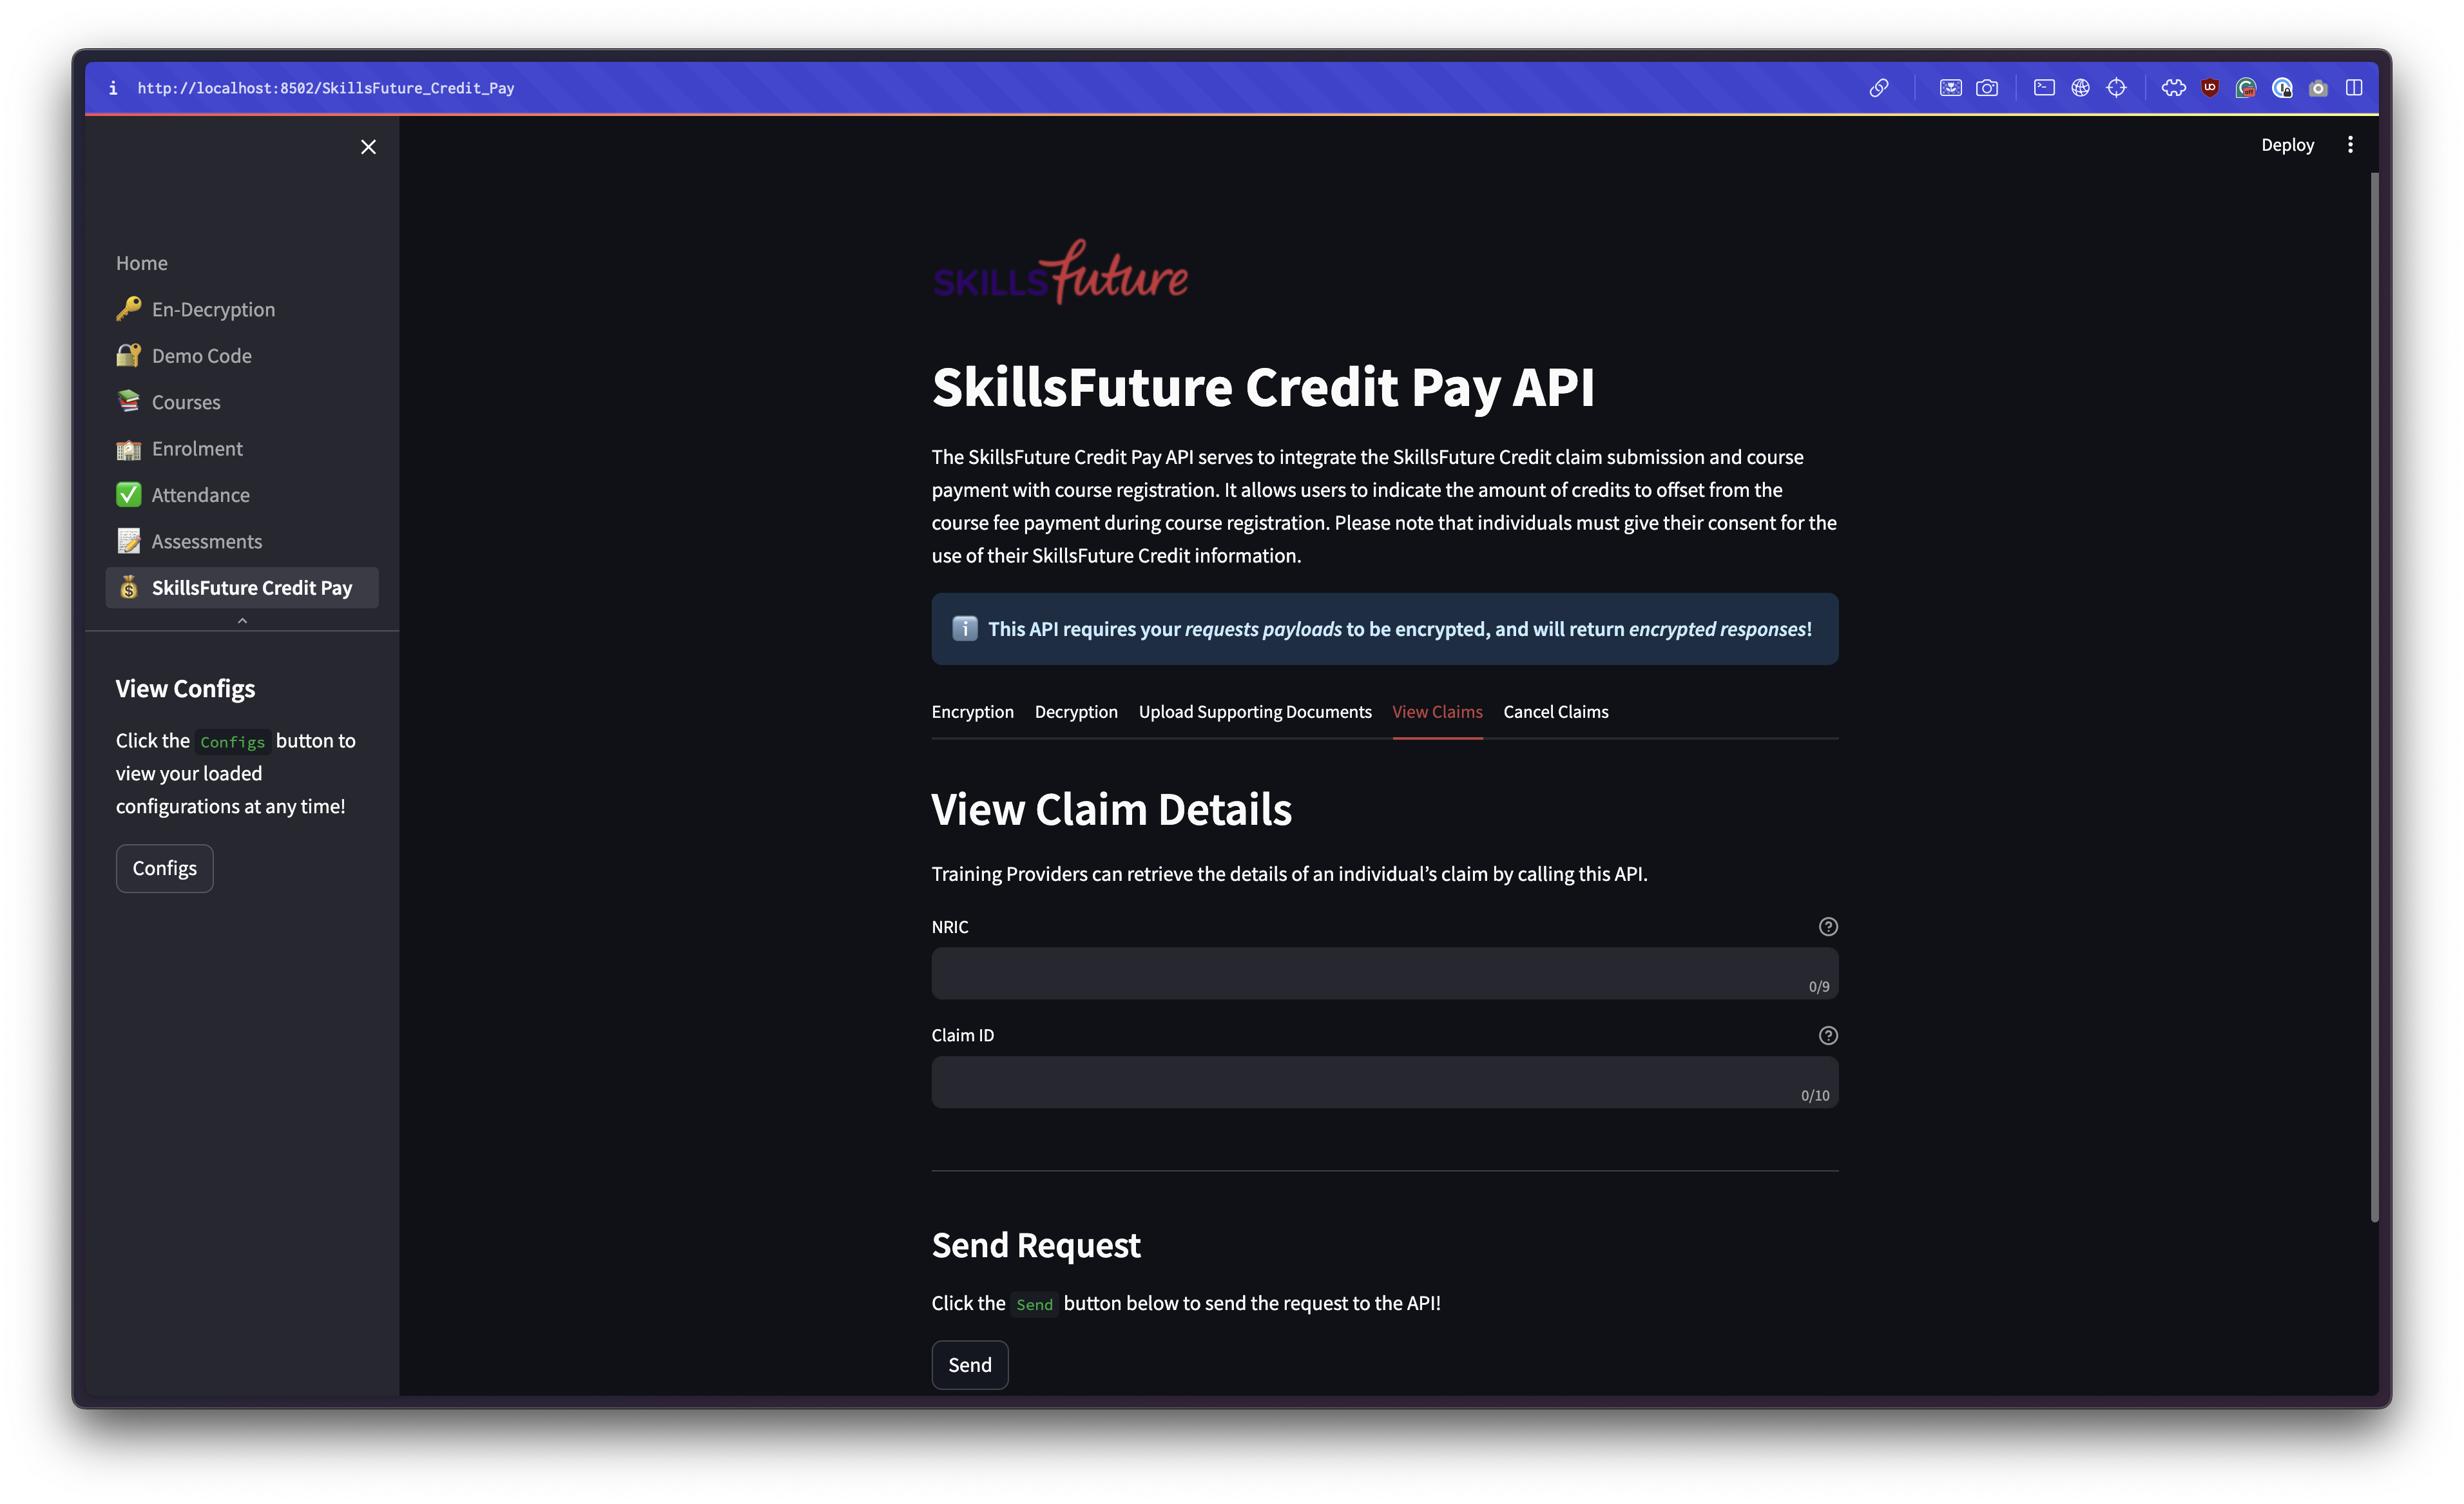 http://localhost:8502/SkillsFuture_Credit_Pay
Deploy
Home
En-Decryption
Demo Code
Courses
Enrolment
Attendance
Assessments
SkillsFuture Credit Pay
View Configs
Click the Configs button to
view your loaded
configurations at any time!
Configs
SKILLSfuture
SkillsFuture Credit Pay API
The SkillsFuture Credit Pay API serves to integrate the SkillsFuture Credit claim submission and course
payment with course registration. It allows users to indicate the amount of credits to offset from the
course fee payment during course registration. Please note that individuals must give their consent for the
use of their SkillsFuture Credit information.
This API requires your requests payloads to be encrypted, and will return encrypted responses!
Encryption Decryption Upload Supporting Documents View Claims Cancel Claims
View Claim Details
Training Providers can retrieve the details of an individual’s claim by calling this API.
NRIC
0/9
Claim ID
0/10
Send Request
Click the Send button below to send the request to the API!
Send